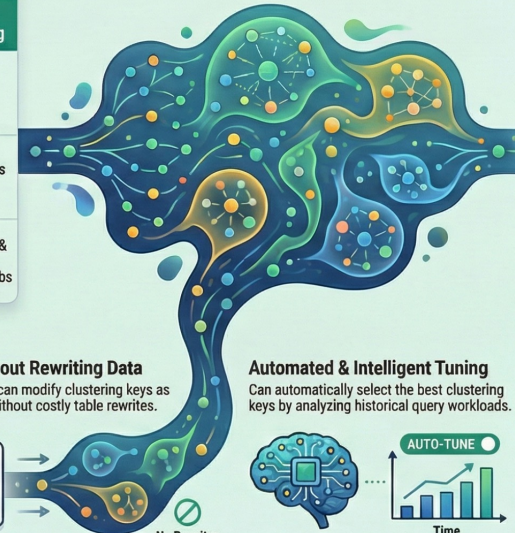 g
s
&
bs
out Rewriting Data
can modify clustering keys as
ithout costly table rewrites.
Automated & Intelligent Tuning
Can automatically select the best clustering
keys by analyzing historical query workloads.
AUTO-TUNE
Time